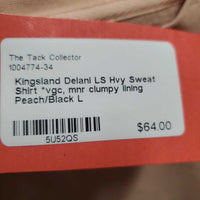 The Tack Collector
1004774-34
Kingsland Delani LS Hvy Sweat
Shirt *vgc, mnr clumpy lining
Peach/Black L
$64.00
5U52QS